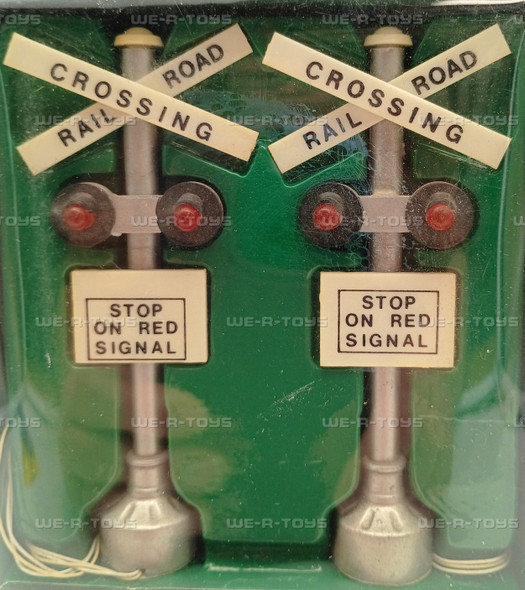 CROSSING
RAIL ROAD
STOP
ON RED
SIGNAL
CROSSING
RAIL ROAD
STOP
ON RED
SIGNAL
WE-R-TOYS